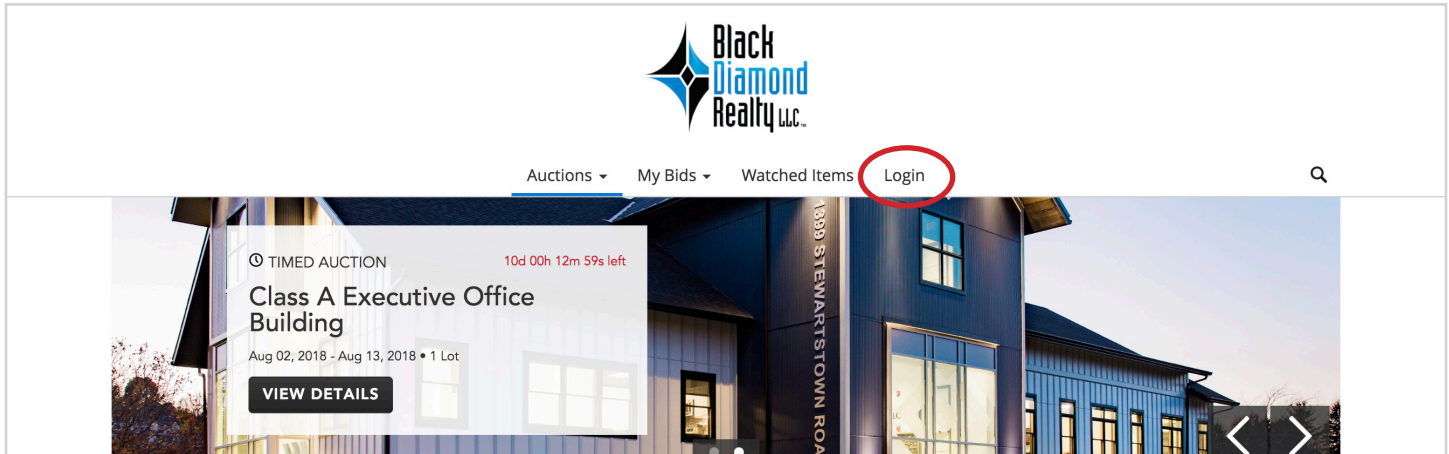 Black
Diamond
Realty LLC™
Auctions My Bids Watched Items Login
TIMED AUCTION 10d 00h 12m 59s left
Class A Executive Office
Building
Aug 02, 2018 - Aug 13, 2018 • 1 Lot
VIEW DETAILS
1399 STEWARTSTOWN ROA